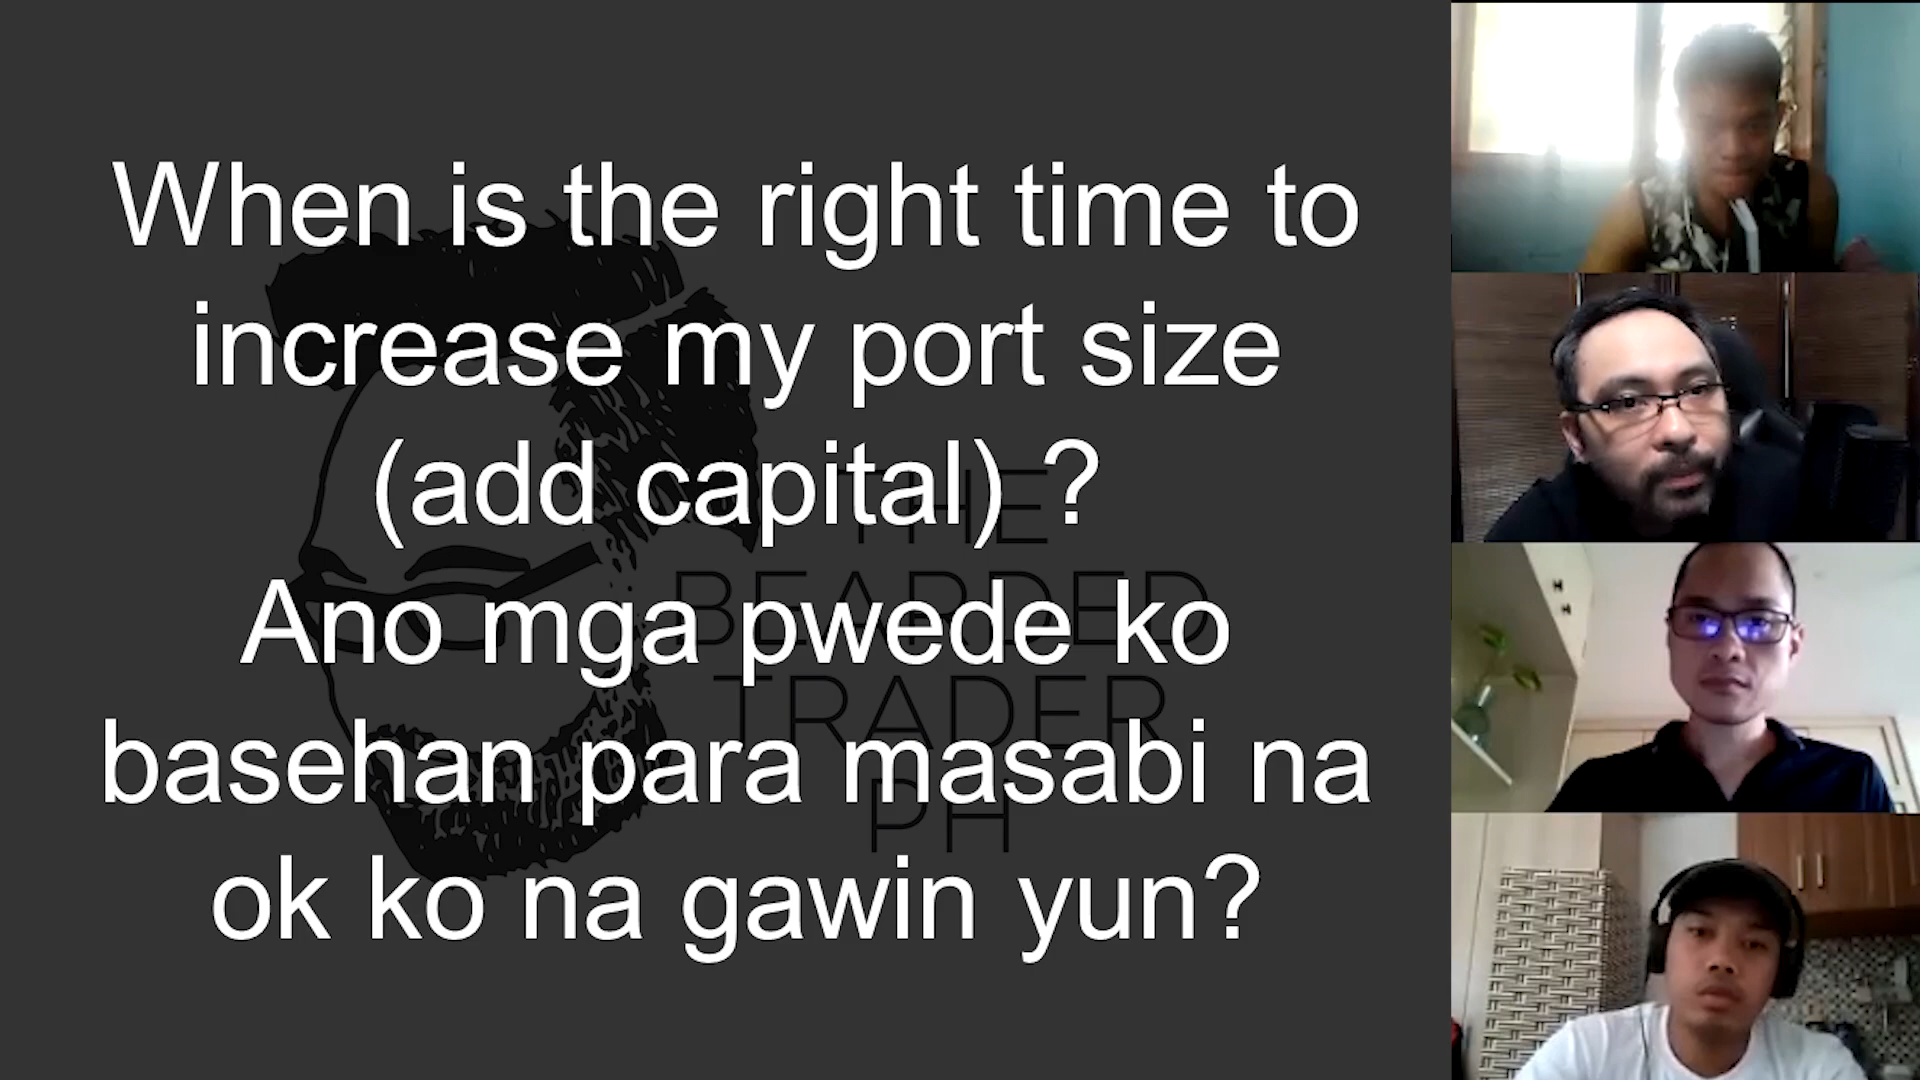 When is the right time to
increase my port size
(add capital) ?
Ano mga pwede ko
basehan para masabi na
ok ko na gawin yun?
THE
BEARDED
TRADER
PH